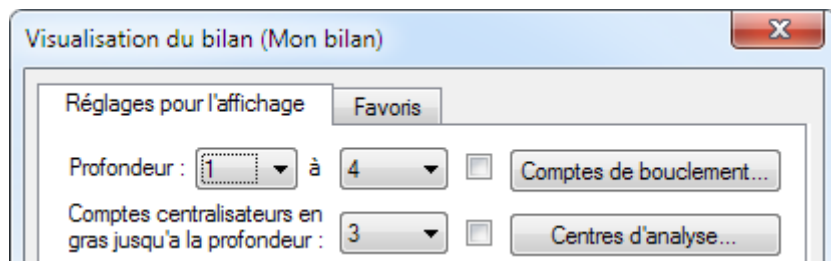 Visualisation du bilan (Mon bilan)
Réglages pour l'affichage Favoris
Profondeur : 1 à 4 Comptes de bouclement...
Comptes centralisateurs en
gras jusqu'a la profondeur : 3 Centres d'analyse...